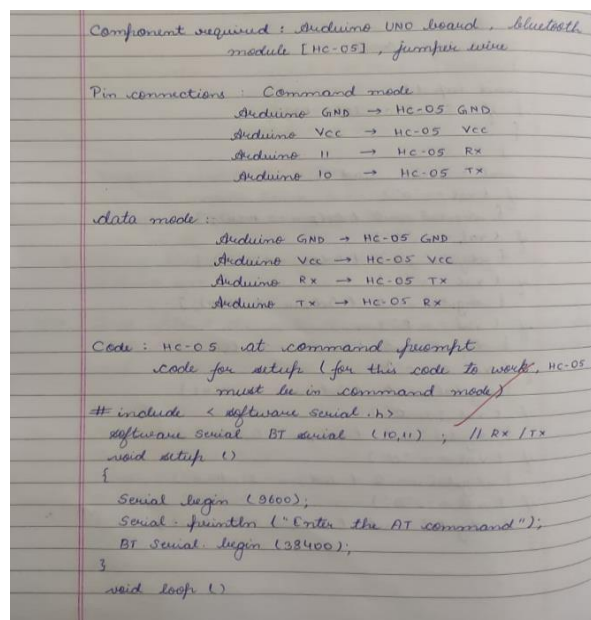 Component required : Arduino UNO board, bluetooth
module [HC-05], jumper wire
Pin connections : Command mode
Arduino GND → HC-05 GND
Arduino Vcc → HC-05 Vcc
Arduino 11 → HC-05 Rx
Arduino 10 → HC-05 Tx
data mode :
Arduino GND → HC-05 GND
Arduino Vcc → HC-05 Vcc
Arduino Rx → HC-05 Tx
Arduino Tx → HC-05 Rx
Code : HC-05 at command prompt
code for setup (for this code to work, HC-05
must be in command mode)
# include < software serial .h>
software serial BT serial (10,11) ; // Rx / Tx
void setup ()
{
Serial begin (9600);
Serial . println ("Enter the AT command");
BT Serial. begin (38400);
}
void loop ()